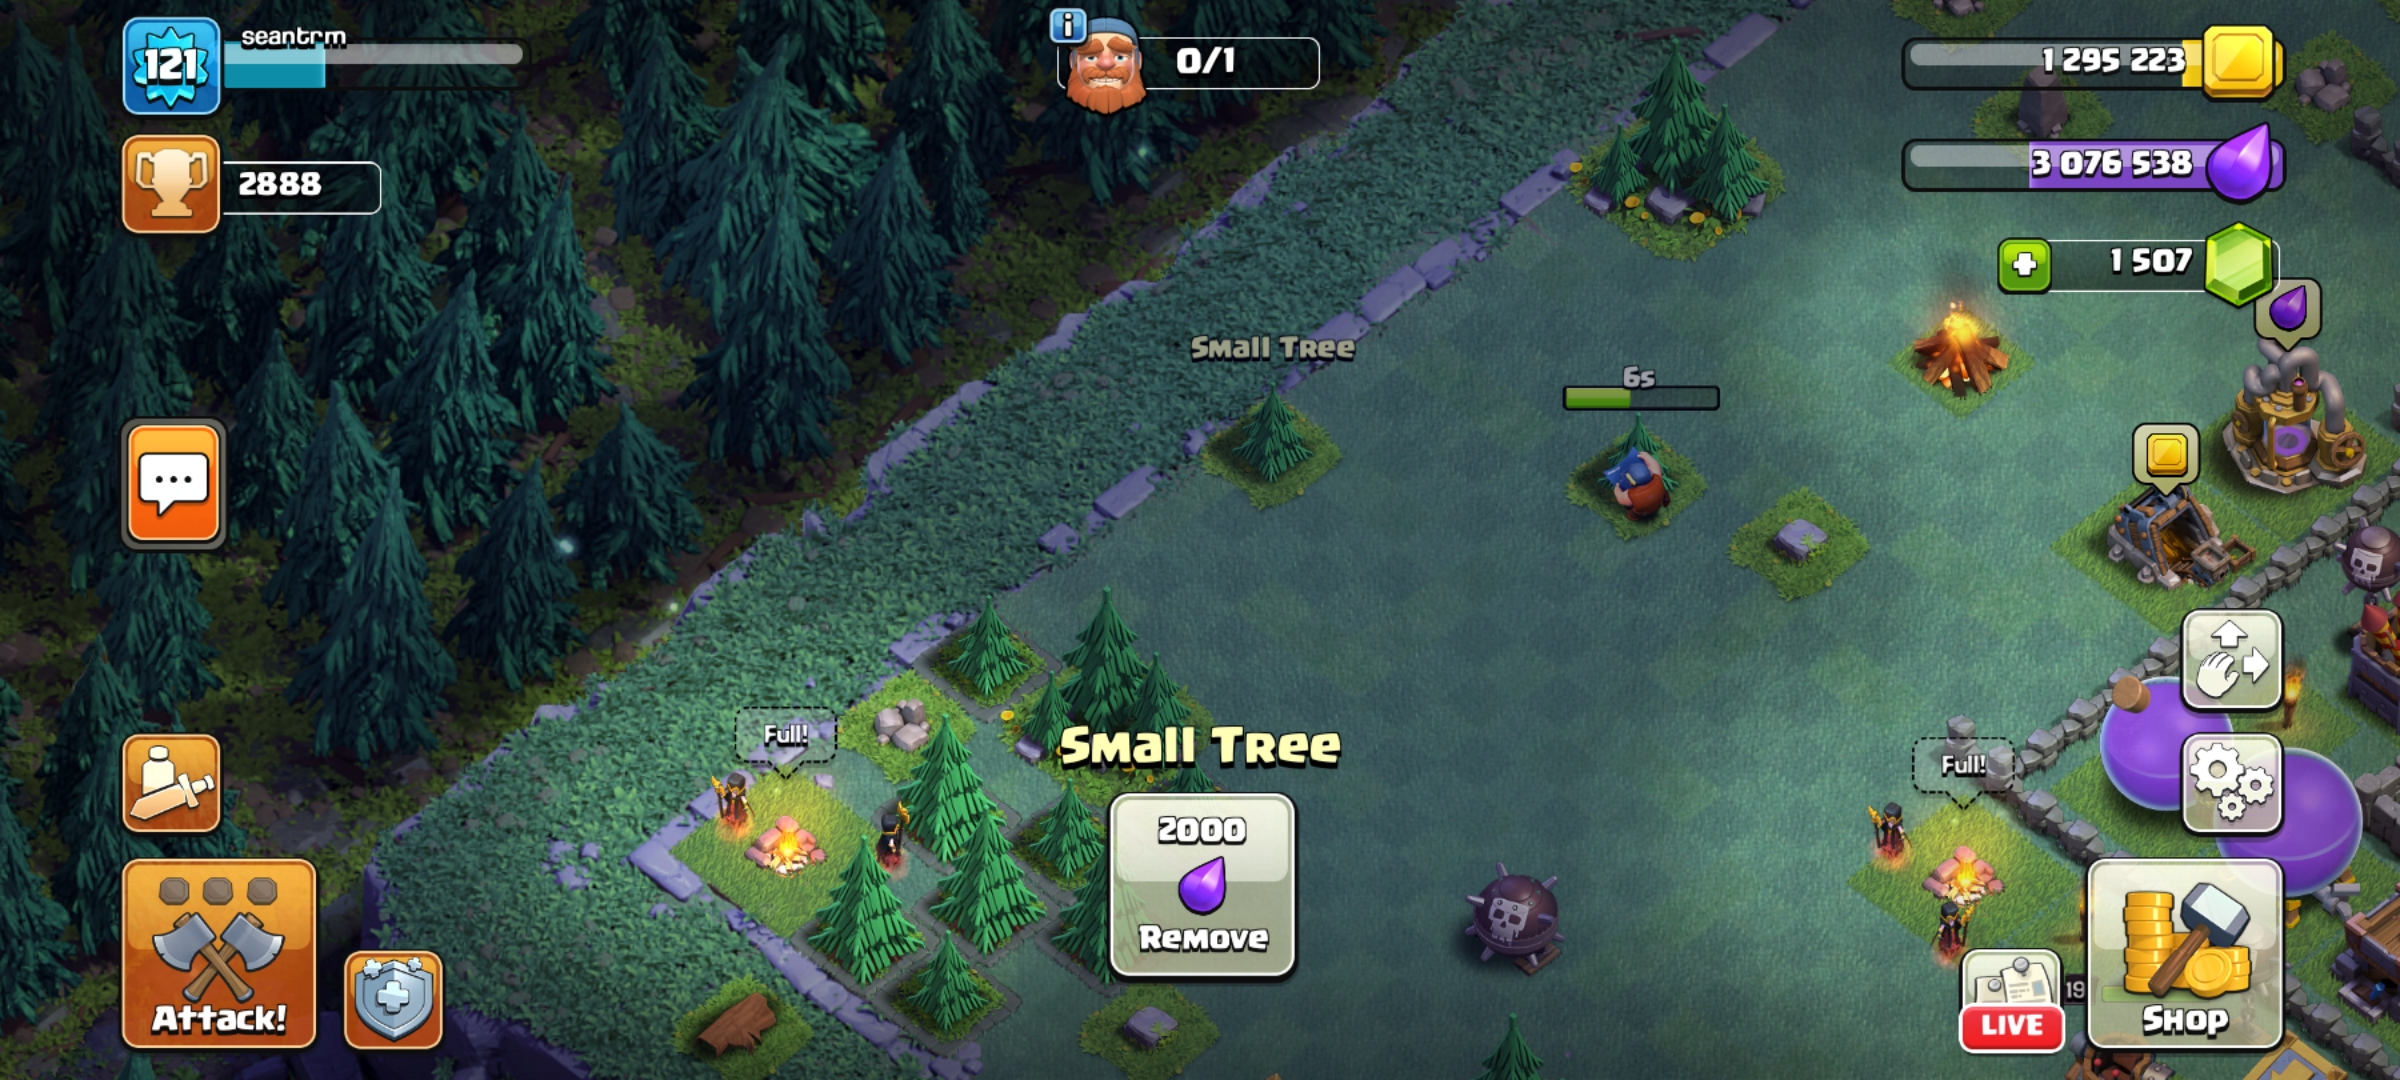 121
seantrm
i
0/1
1 295 223
2888
3 076 538
1 507
Small Tree
6s
Full!
Small Tree
Full!
2000
Remove
Attack!
19
LIVE
Shop